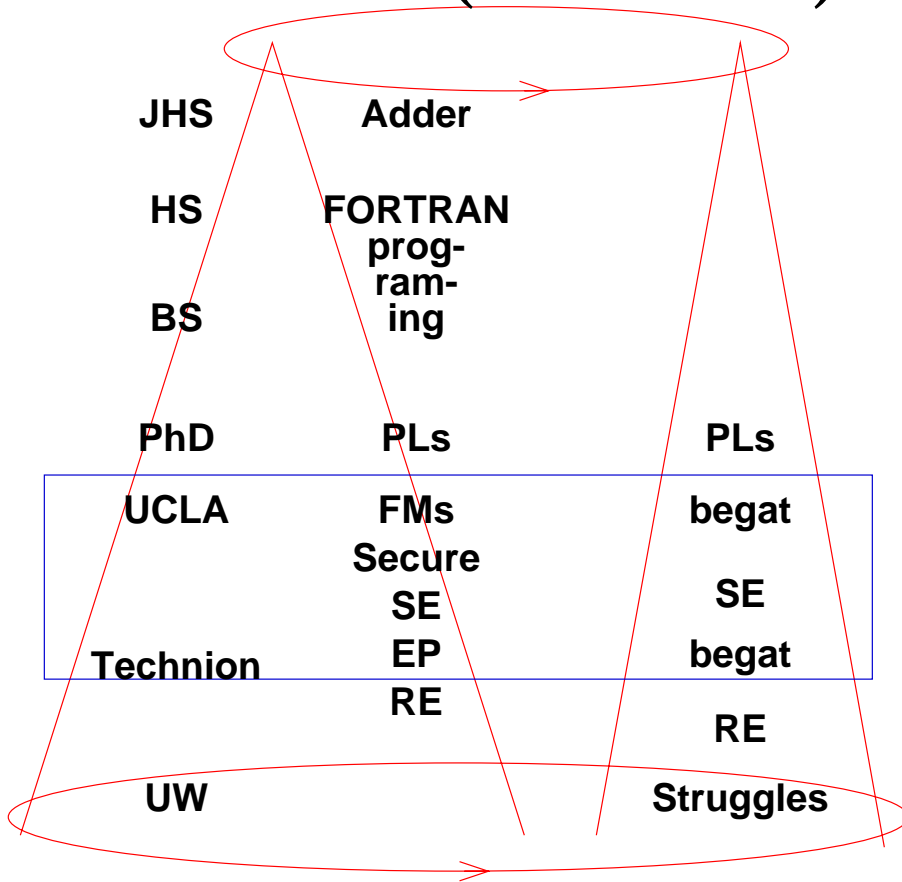 JHS Adder
HS FORTRAN
prog-
ram-
BS ing
PhD PLs PLs
UCLA FMs begat
Secure
SE SE
EP begat
Technion
RE
RE
UW Struggles